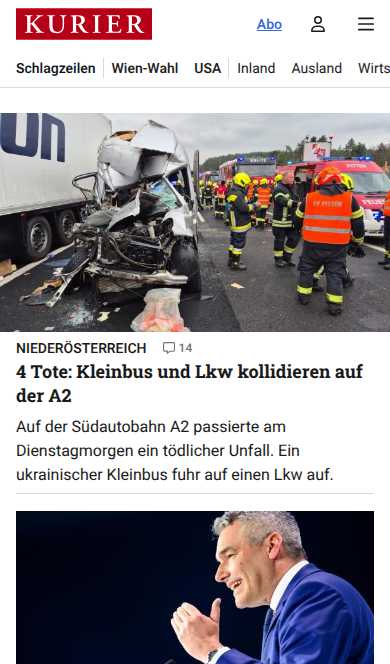 KURIER
Abo
Schlagzeilen Wien-Wahl USA Inland Ausland Wirts
NIEDERÖSTERREICH 14
4 Tote: Kleinbus und Lkw kollidieren auf
der A2
Auf der Südautobahn A2 passierte am
Dienstagmorgen ein tödlicher Unfall. Ein
ukrainischer Kleinbus fuhr auf einen Lkw auf.